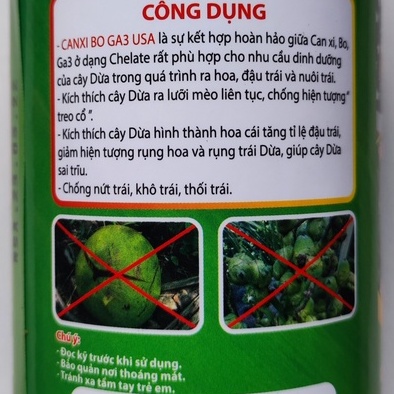 CÔNG DỤNG
- CANXI BO GA3 USA là sự kết hợp hoàn hảo giữa Can xi, Bo,
Ga3 ở dạng Chelate rất phù hợp cho nhu cầu dinh dưỡng
của cây Dừa trong quá trình ra hoa, đậu trái và nuôi trái.
- Kích thích cây Dừa ra lưỡi mèo liên tục, chống hiện tượng “
treo cổ ”.
- Kích thích cây Dừa hình thành hoa cái tăng tỉ lệ đậu trái,
giảm hiện tượng rụng hoa và rụng trái Dừa, giúp cây Dừa
sai trĩu.
- Chống nứt trái, khô trái, thối trái.
Chú ý:
- Đọc kỹ trước khi sử dụng.
- Bảo quản nơi thoáng mát.
- Tránh xa tầm tay trẻ em.